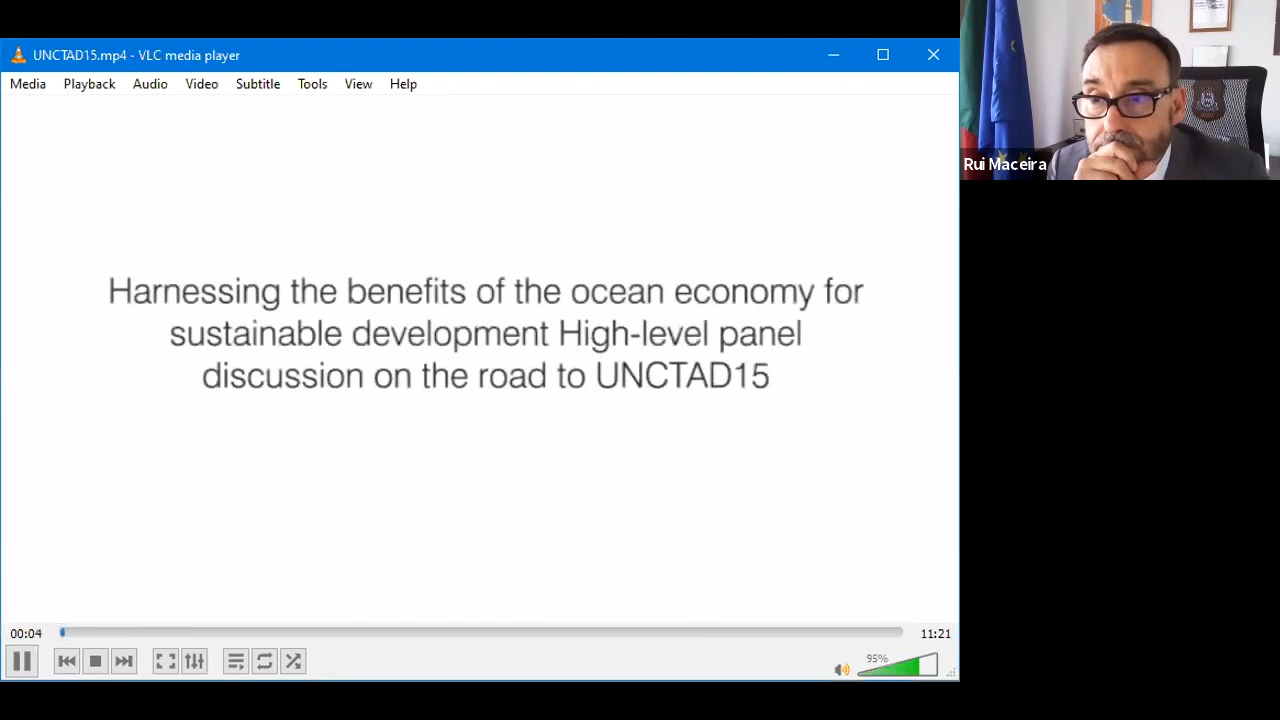 UNCTAD15.mp4 - VLC media player
Media Playback Audio Video Subtitle Tools View Help
Harnessing the benefits of the ocean economy for
sustainable development High-level panel
discussion on the road to UNCTAD15
00:04 11:21
95%
Rui Maceira